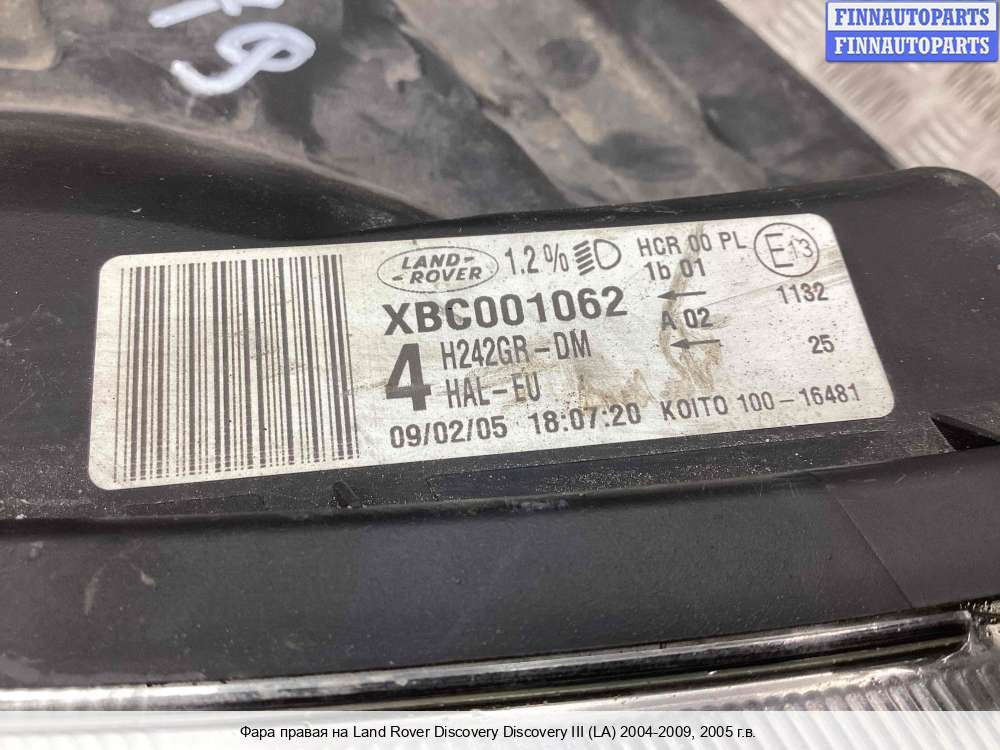 FINNAUTOPARTS
FINNAUTOPARTS
LAND-
-ROVER
1.2%
HCR 00 PL
1b 01
E13
XBC001062
A 02
1132
4
H242GR-DM
HAL-EU
25
09/02/05 18:07:20 KOITO 100-16481
Фара правая на Land Rover Discovery Discovery III (LA) 2004-2009, 2005 г.в.